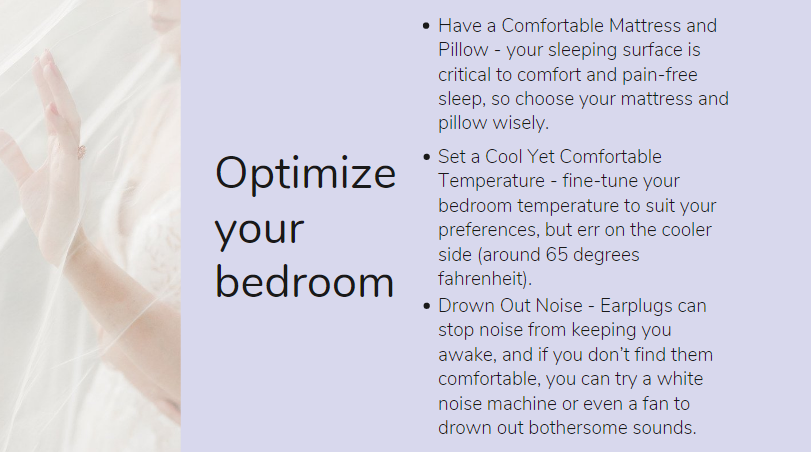 Optimize
your
bedroom
• Have a Comfortable Mattress and
Pillow - your sleeping surface is
critical to comfort and pain-free
sleep, so choose your mattress and
pillow wisely.
• Set a Cool Yet Comfortable
Temperature - fine-tune your
bedroom temperature to suit your
preferences, but err on the cooler
side (around 65 degrees
fahrenheit).
• Drown Out Noise - Earplugs can
stop noise from keeping you
awake, and if you don't find them
comfortable, you can try a white
noise machine or even a fan to
drown out bothersome sounds.